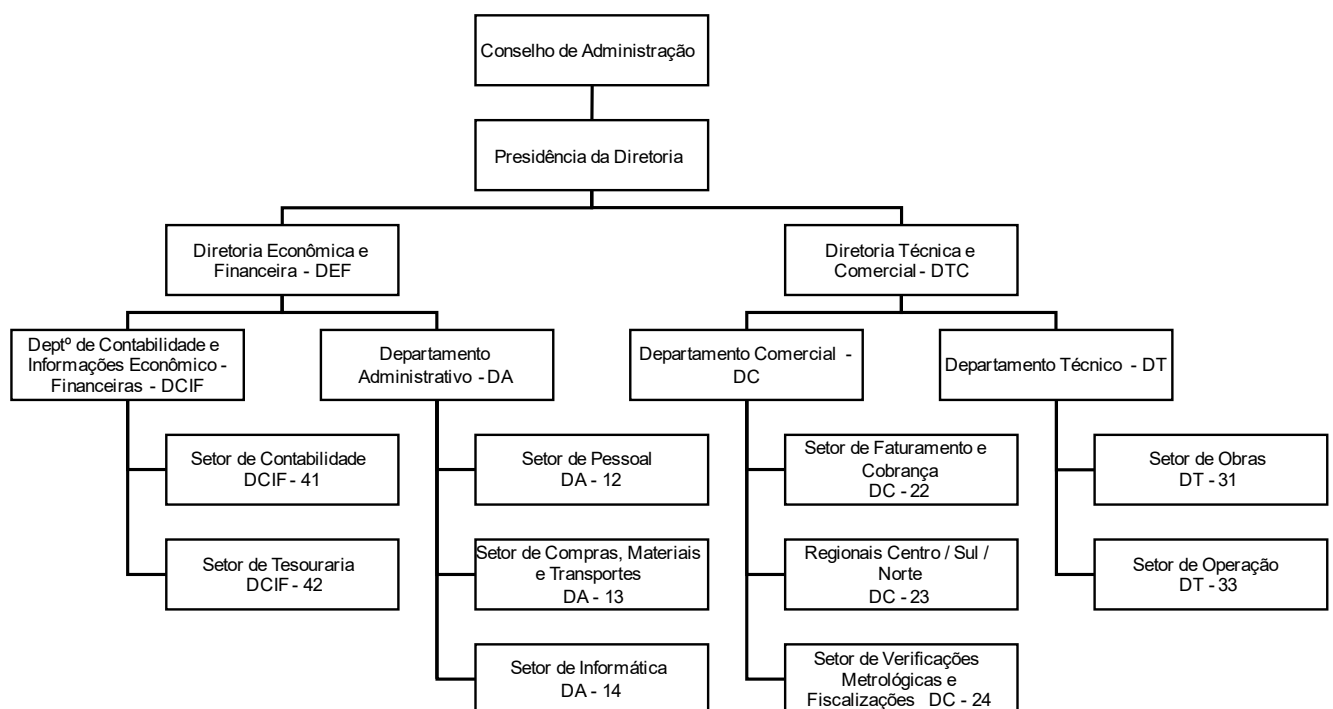 Conselho de Administração
Presidência da Diretoria
Diretoria Econômica e
Financeira - DEF
Diretoria Técnica e
Comercial - DTC
Deptº de Contabilidade e
Informações Econômico -
Financeiras - DCIF
Departamento
Administrativo - DA
Departamento Comercial -
DC
Departamento Técnico - DT
Setor de Contabilidade
DCIF - 41
Setor de Pessoal
DA - 12
Setor de Faturamento e
Cobrança
DC - 22
Setor de Obras
DT - 31
Setor de Tesouraria
DCIF - 42
Setor de Compras, Materiais
e Transportes
DA - 13
Regionais Centro / Sul /
Norte
DC - 23
Setor de Operação
DT - 33
Setor de Informática
DA - 14
Setor de Verificações
Metrológicas e
Fiscalizações DC - 24